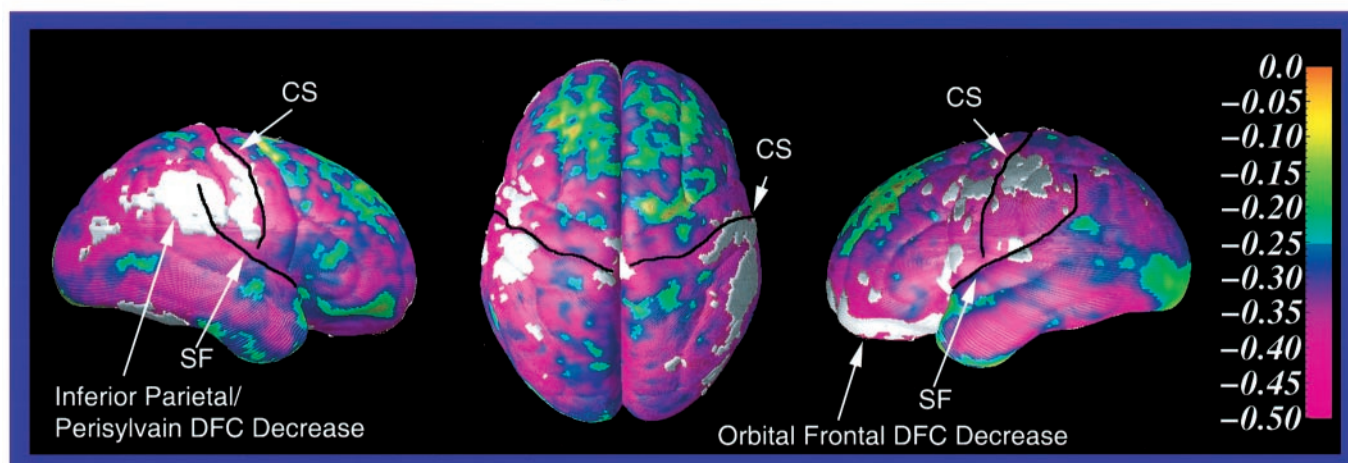 CS
SF
Inferior Parietal/
Perisylvain DFC Decrease
CS
CS
SF
Orbital Frontal DFC Decrease
0.0
-0.05
-0.10
-0.15
-0.20
-0.25
-0.30
-0.35
-0.40
-0.45
-0.50